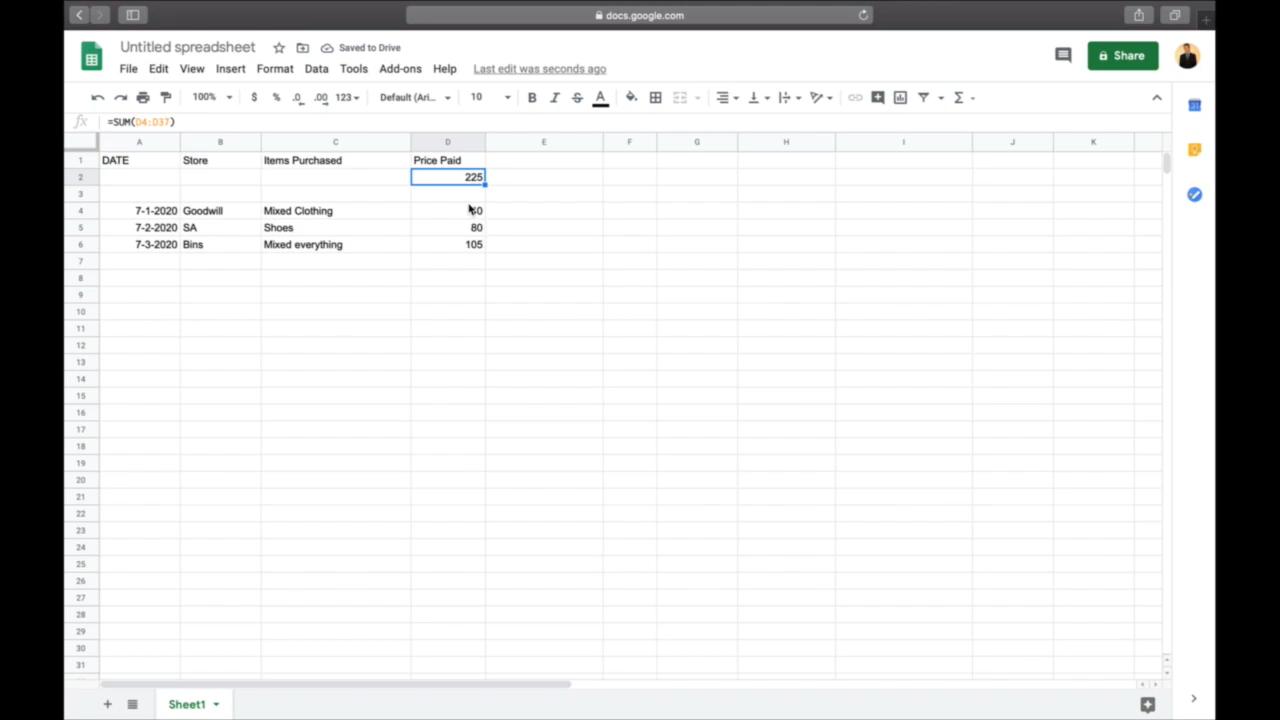 docs.google.com
Untitled spreadsheet Saved to Drive
File Edit View Insert Format Data Tools Add-ons Help Last edit was seconds ago
Share
100% $ % .0 .00 123 Default (Ari... 10 B I S A Σ
fx =SUM(D4:D37)
A B C D E F G H I J K
1 DATE Store Items Purchased Price Paid
2 225
3
4 7-1-2020 Goodwill Mixed Clothing
5 7-2-2020 SA Shoes 80
6 7-3-2020 Bins Mixed everything 105
7
8
9
10
11
12
13
14
15
16
17
18
19
20
21
22
23
24
25
26
27
28
29
30
31
Sheet1